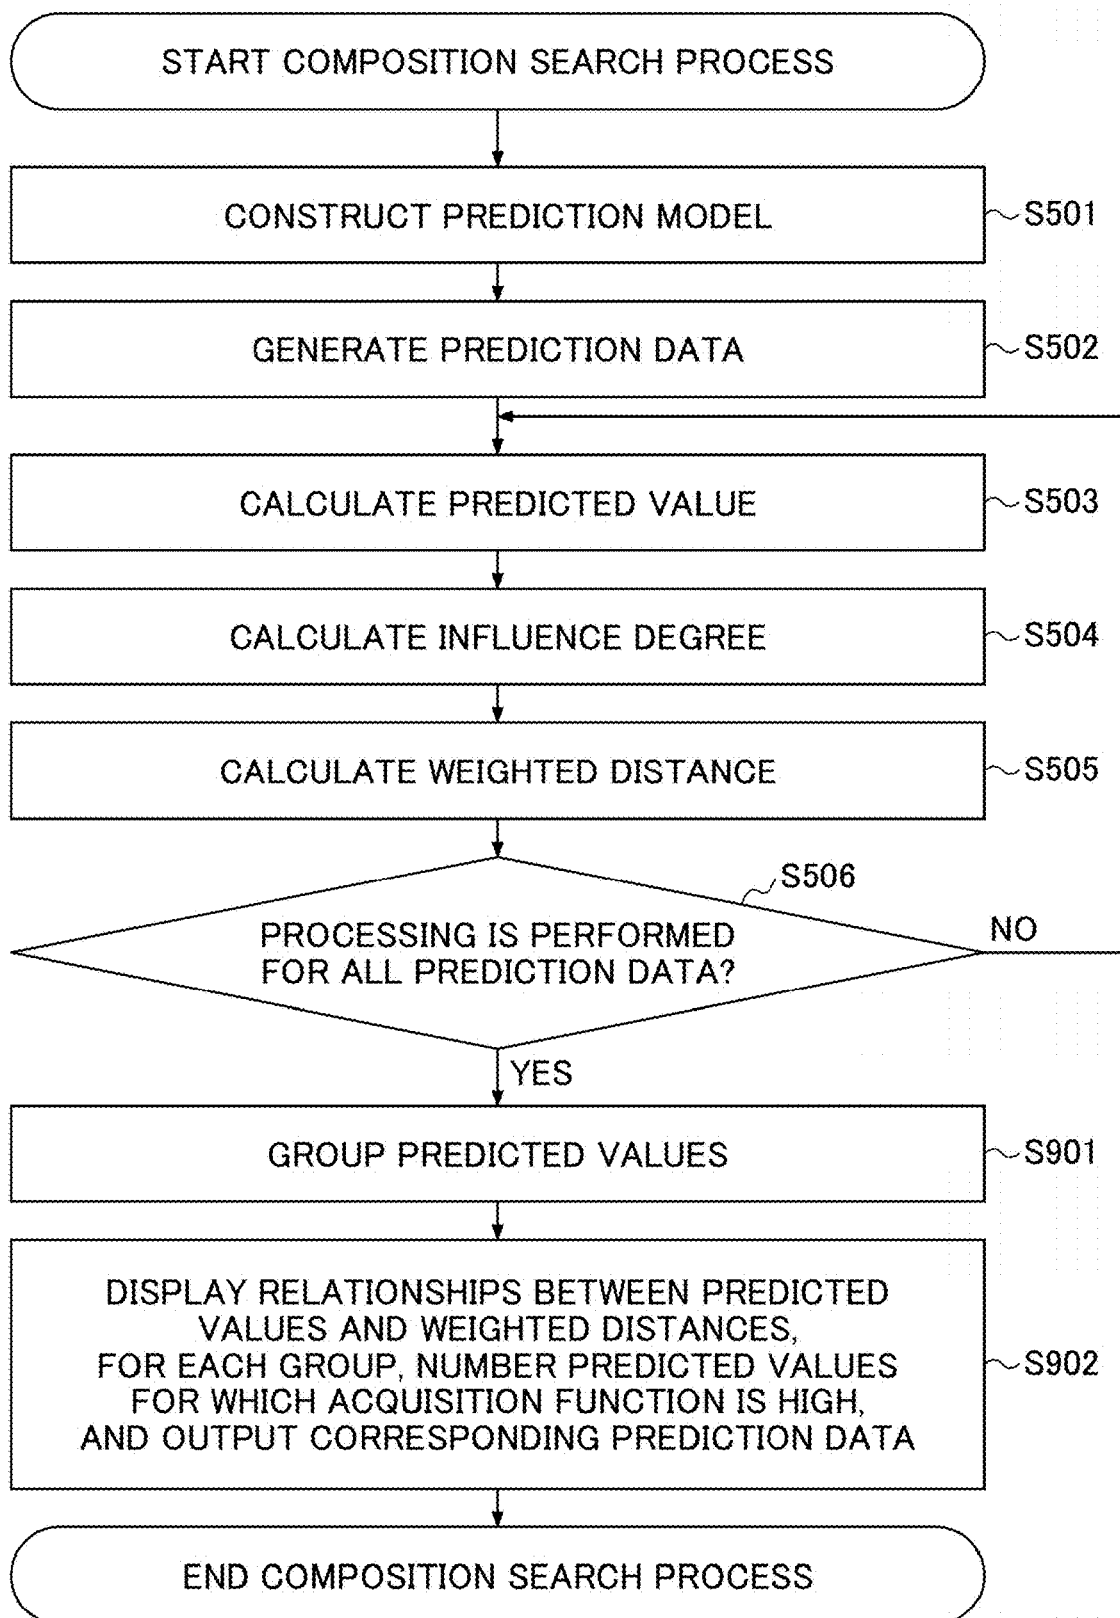 START COMPOSITION SEARCH PROCESS
CONSTRUCT PREDICTION MODEL
S501
GENERATE PREDICTION DATA
S502
CALCULATE PREDICTED VALUE
S503
CALCULATE INFLUENCE DEGREE
S504
CALCULATE WEIGHTED DISTANCE
S505
S506
PROCESSING IS PERFORMED
FOR ALL PREDICTION DATA?
NO
YES
GROUP PREDICTED VALUES
S901
DISPLAY RELATIONSHIPS BETWEEN PREDICTED
VALUES AND WEIGHTED DISTANCES,
FOR EACH GROUP, NUMBER PREDICTED VALUES
FOR WHICH ACQUISITION FUNCTION IS HIGH,
AND OUTPUT CORRESPONDING PREDICTION DATA
S902
END COMPOSITION SEARCH PROCESS